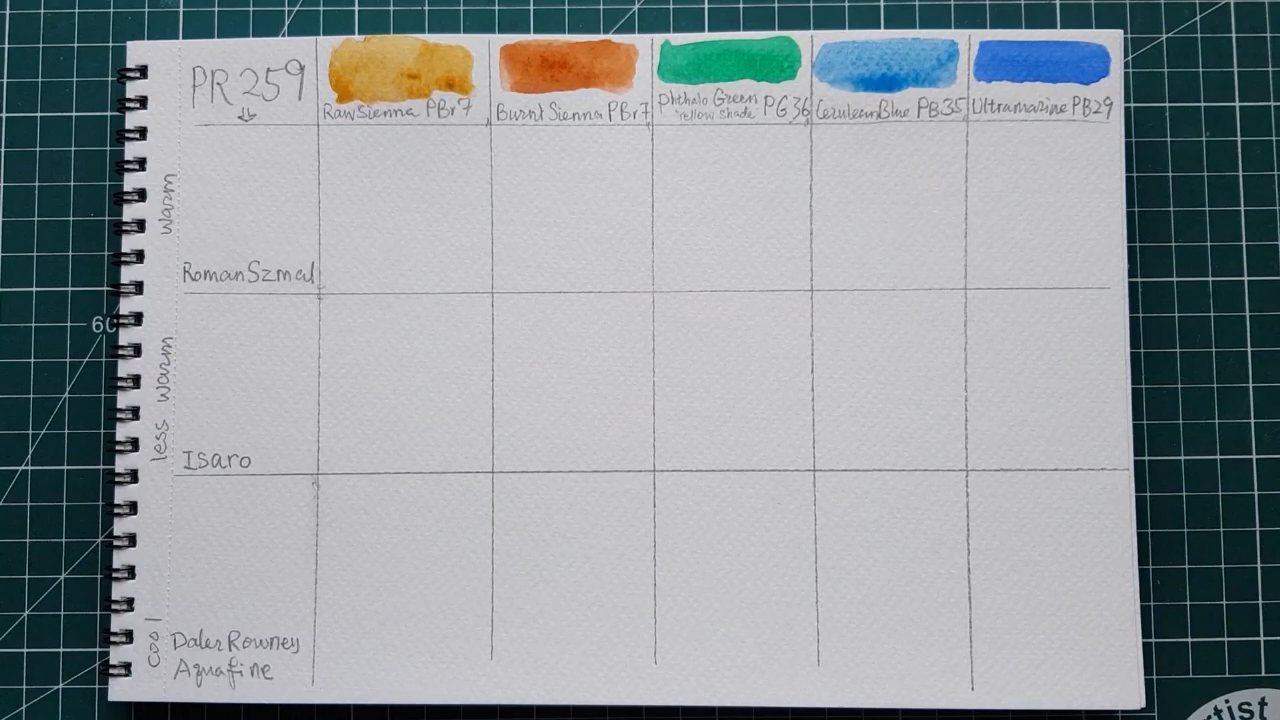 PR 259
Raw Sienna PBr7
Burnt Sienna PBr7
Phthalo Green PG36
Yellow Shade
Cerulean Blue PB35
Ultramarine PB29
warm
Roman Szmal
60
less warm
Isaro
cool
Daler Rowney
Aquafine
tist